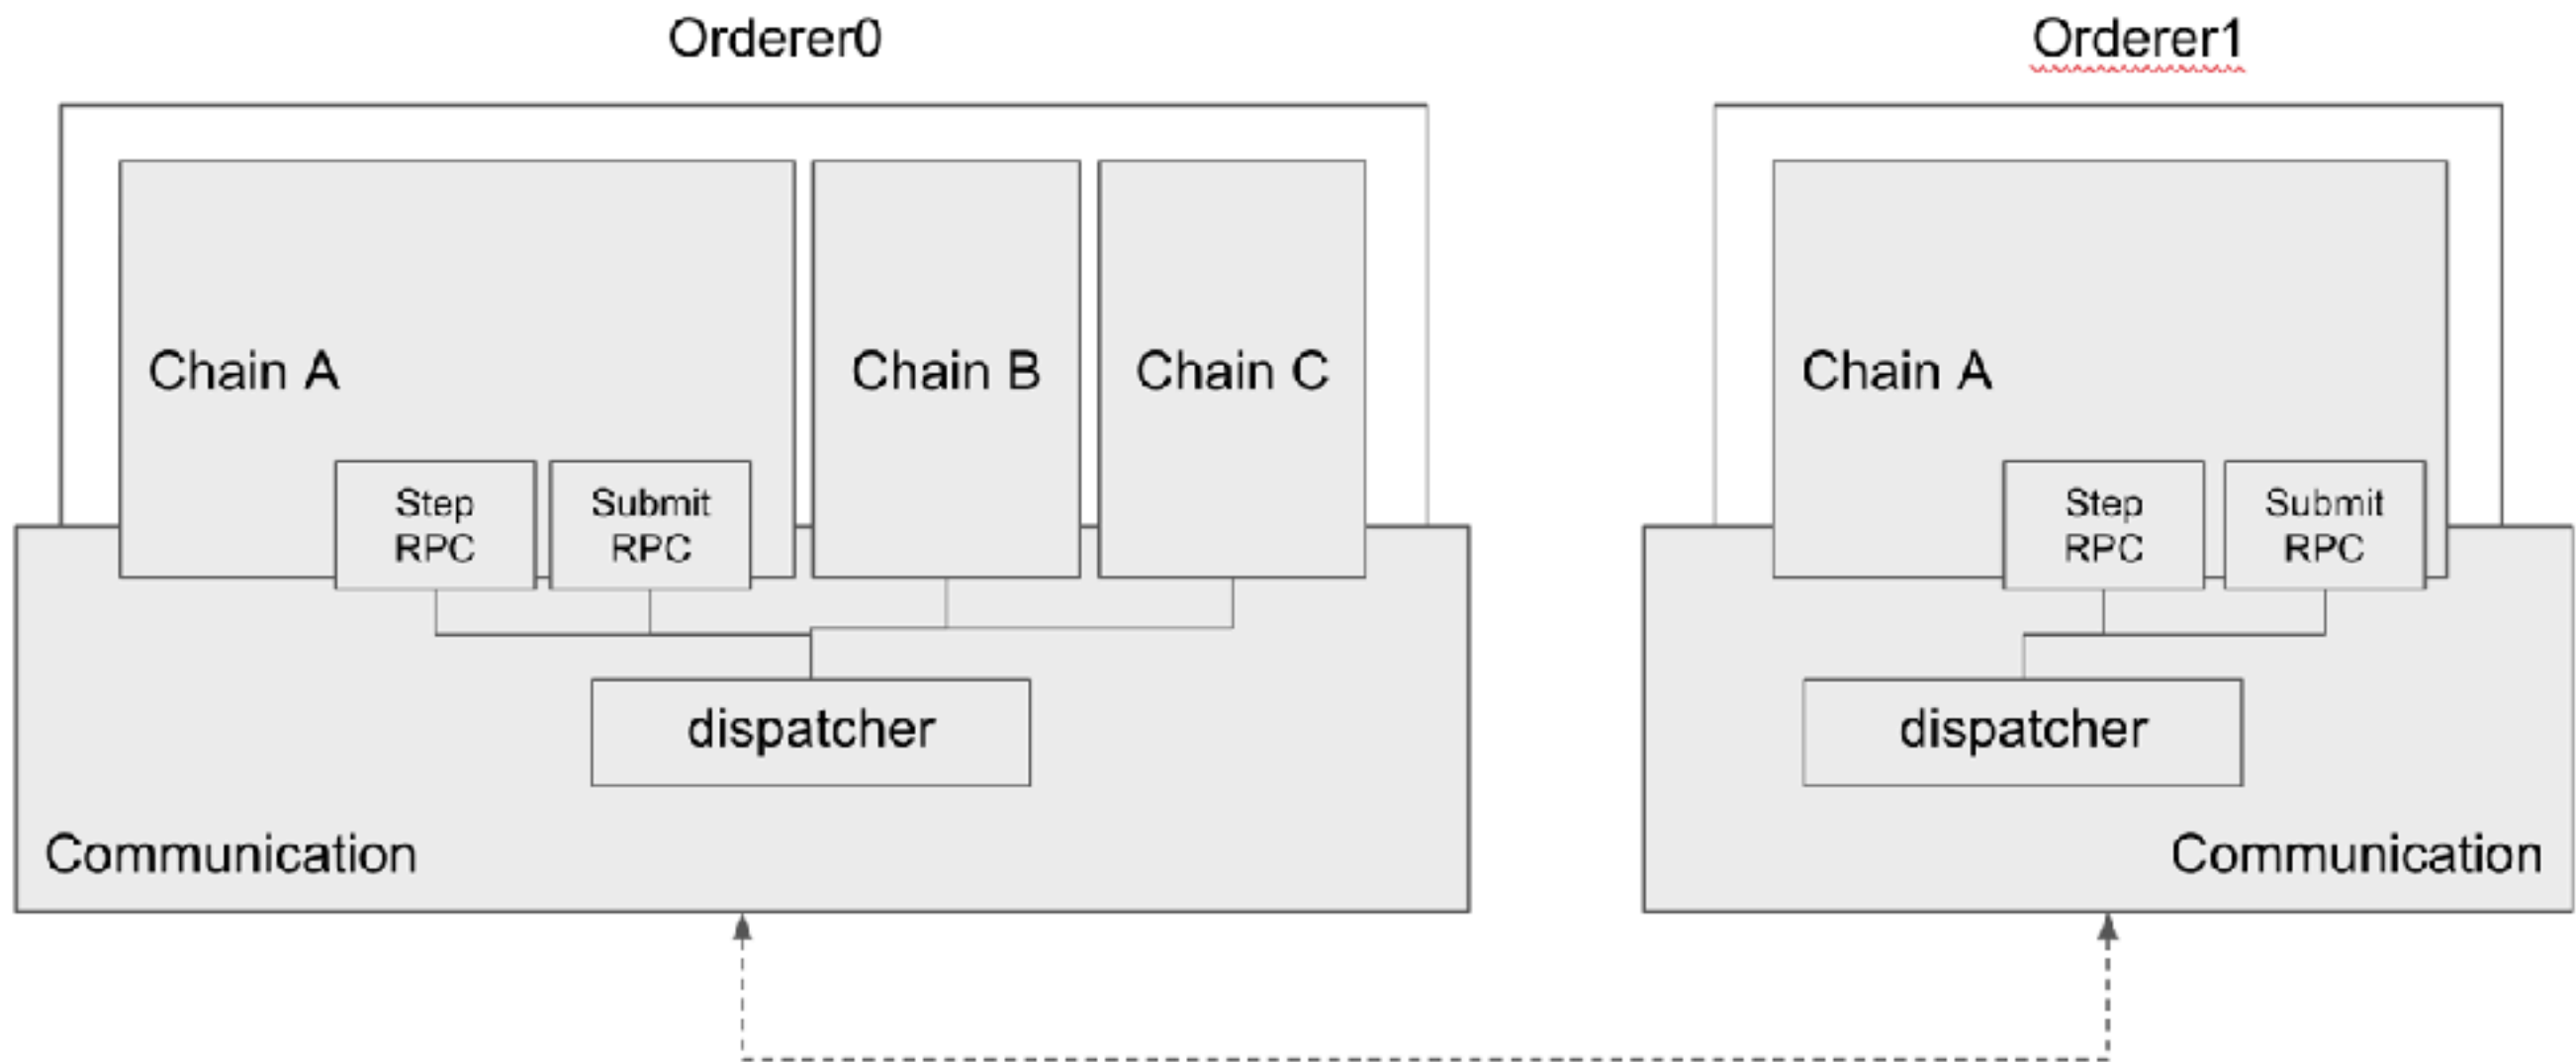 Orderer0
Orderer1
Chain A
Chain B
Chain C
Chain A
Step
RPC
Submit
RPC
Step
RPC
Submit
RPC
dispatcher
dispatcher
Communication
Communication